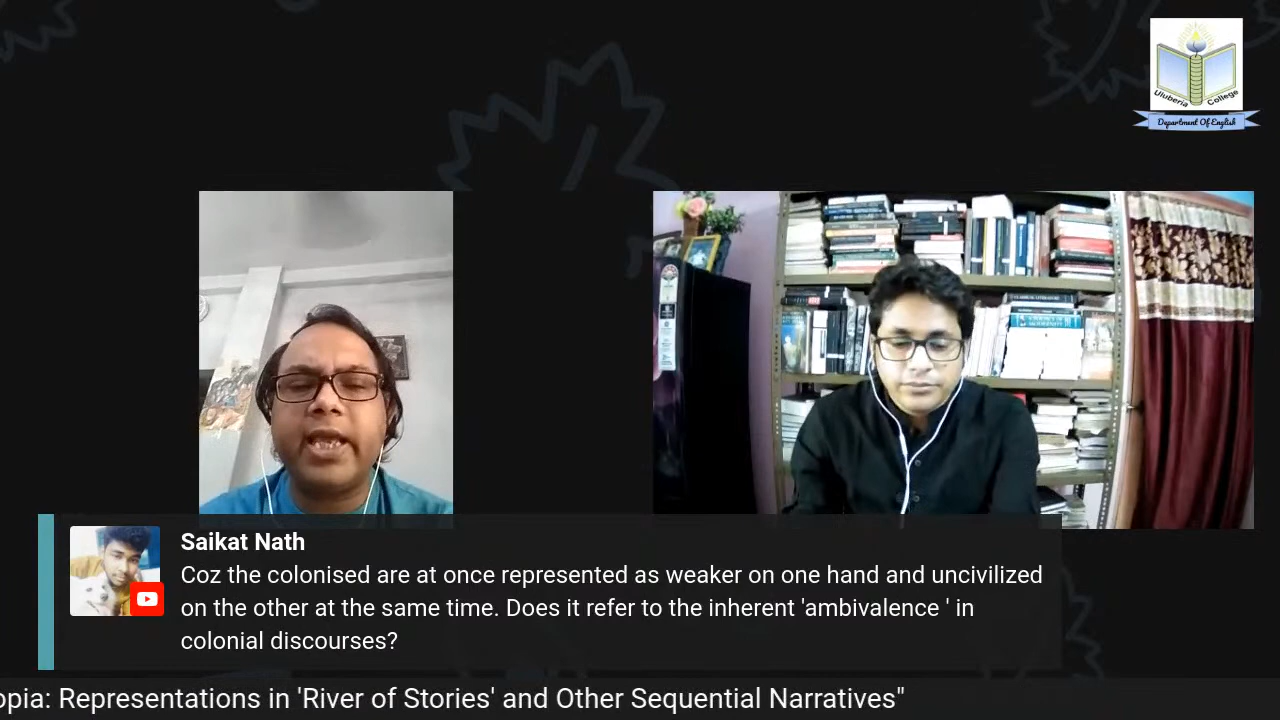 Uluberia College
Department Of English
Saikat Nath
Coz the colonised are at once represented as weaker on one hand and uncivilized
on the other at the same time. Does it refer to the inherent 'ambivalence ' in
colonial discourses?
opia: Representations in 'River of Stories' and Other Sequential Narratives"